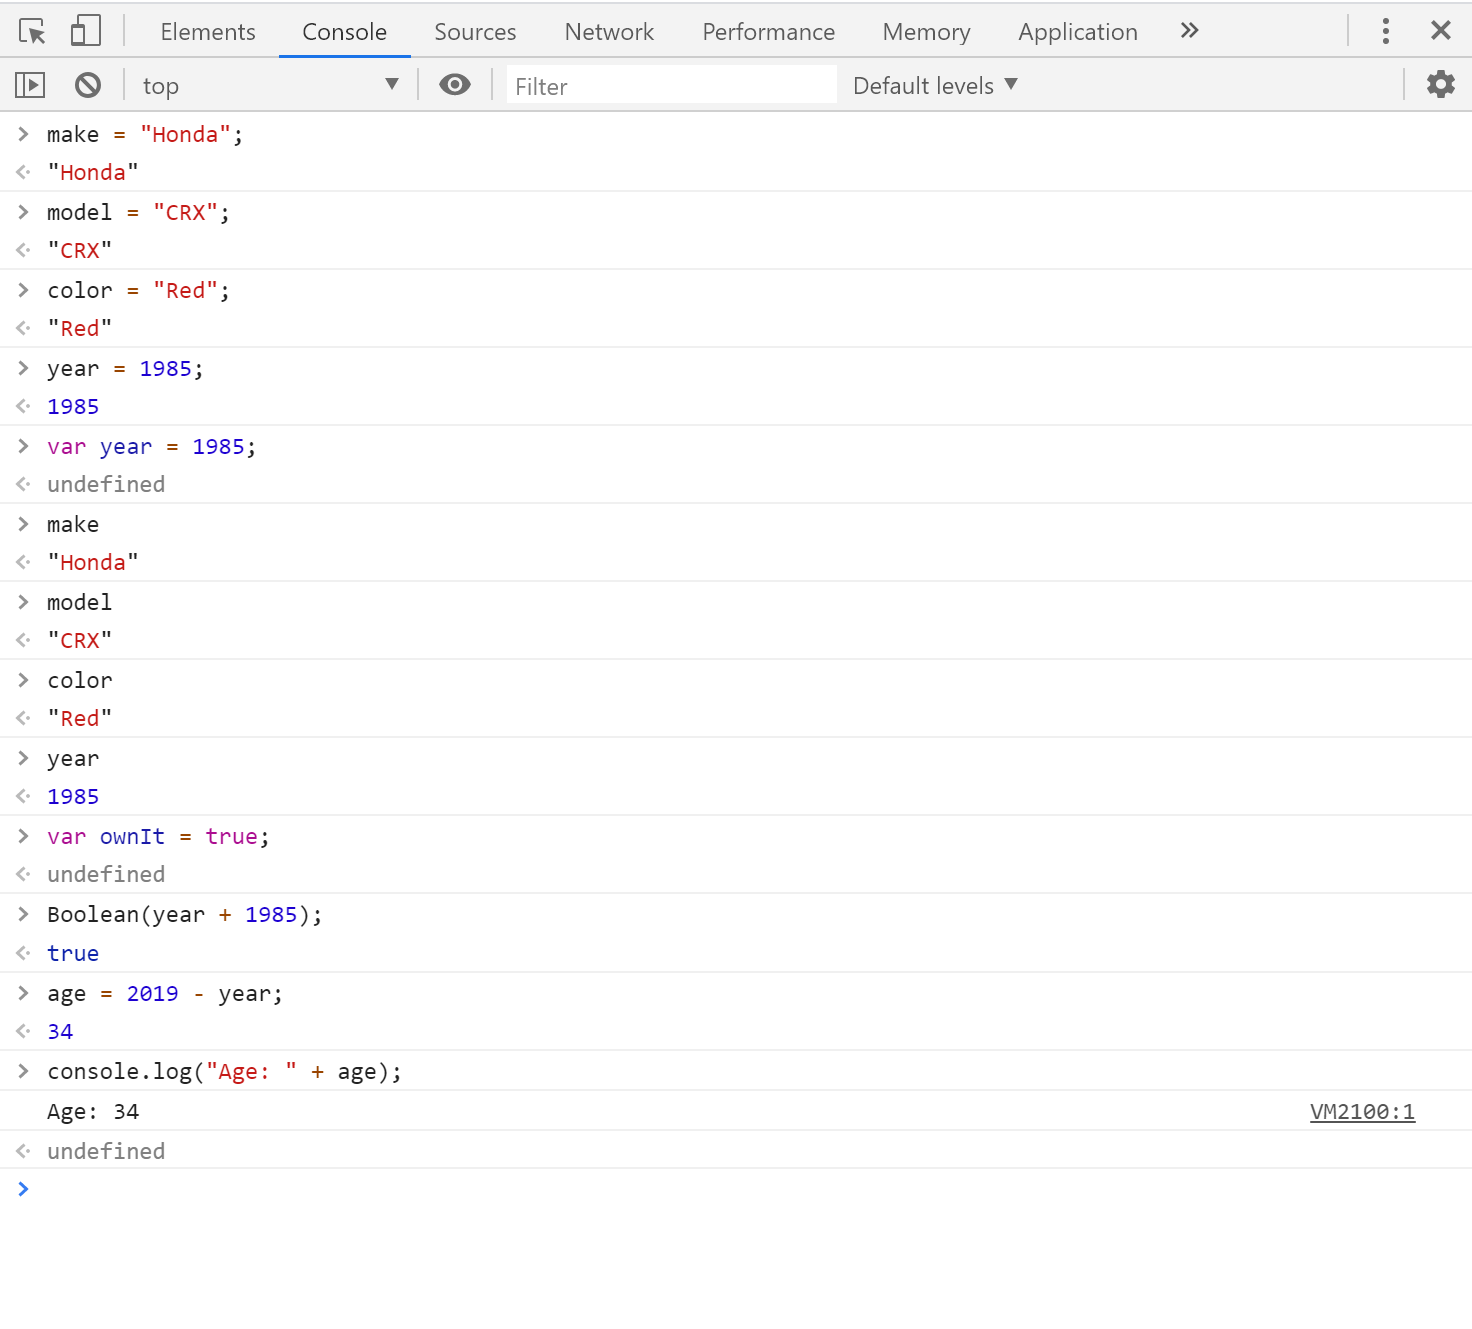 Elements Console Sources Network Performance Memory Application
top Filter Default levels
make = "Honda";
"Honda"
model = "CRX";
"CRX"
color = "Red";
"Red"
year = 1985;
1985
var year = 1985;
undefined
make
"Honda"
model
"CRX"
color
"Red"
year
1985
var ownIt = true;
undefined
Boolean(year + 1985);
true
age = 2019 - year;
34
console.log("Age: " + age);
Age: 34 VM2100:1
undefined